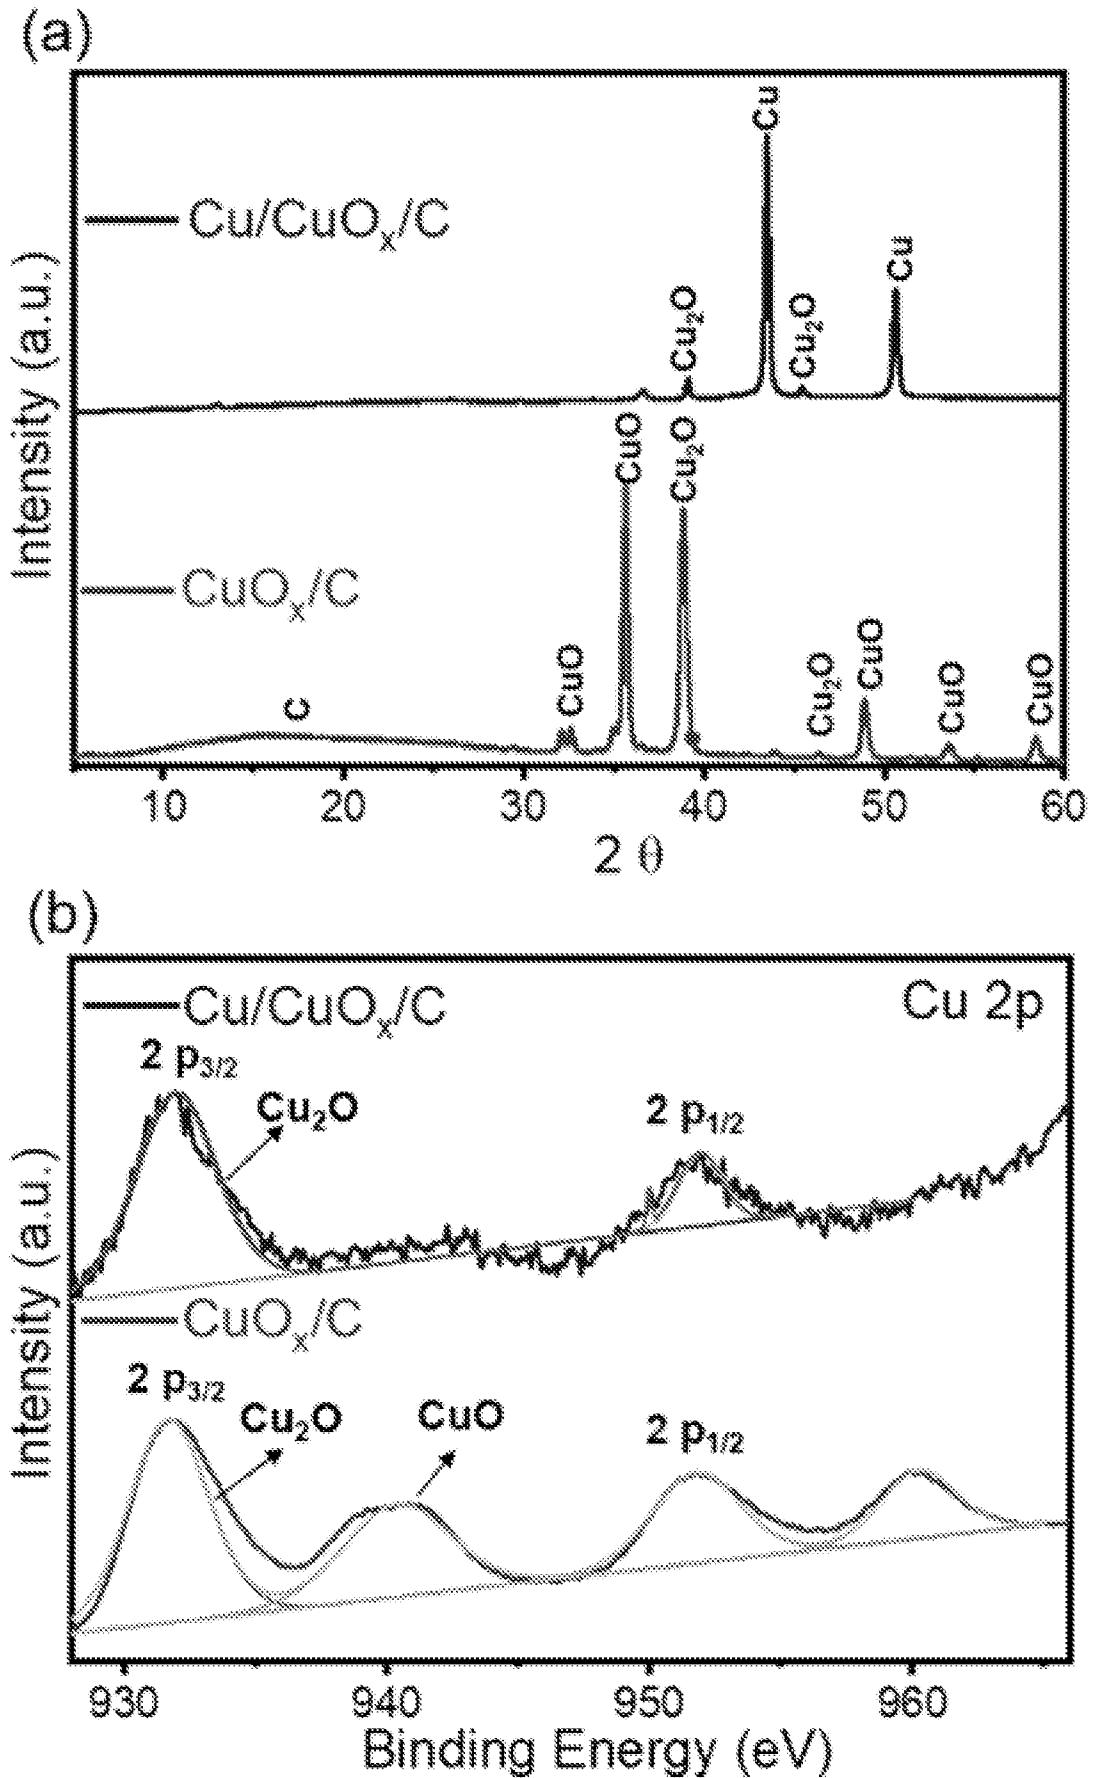 (a)
Intensity (a.u.)
Cu/CuOₓ/C
Cu₂O
Cu
Cu₂O
Cu
CuOₓ/C
C
CuO
CuO
Cu₂O
Cu₂O
CuO
CuO
CuO
10 20 30 40 50 60
2 θ
(b)
Intensity (a.u.)
Cu/CuOₓ/C
Cu 2p
2 p₃/₂
Cu₂O
2 p₁/₂
CuOₓ/C
2 p₃/₂
Cu₂O
CuO
2 p₁/₂
930 940 950 960
Binding Energy (eV)